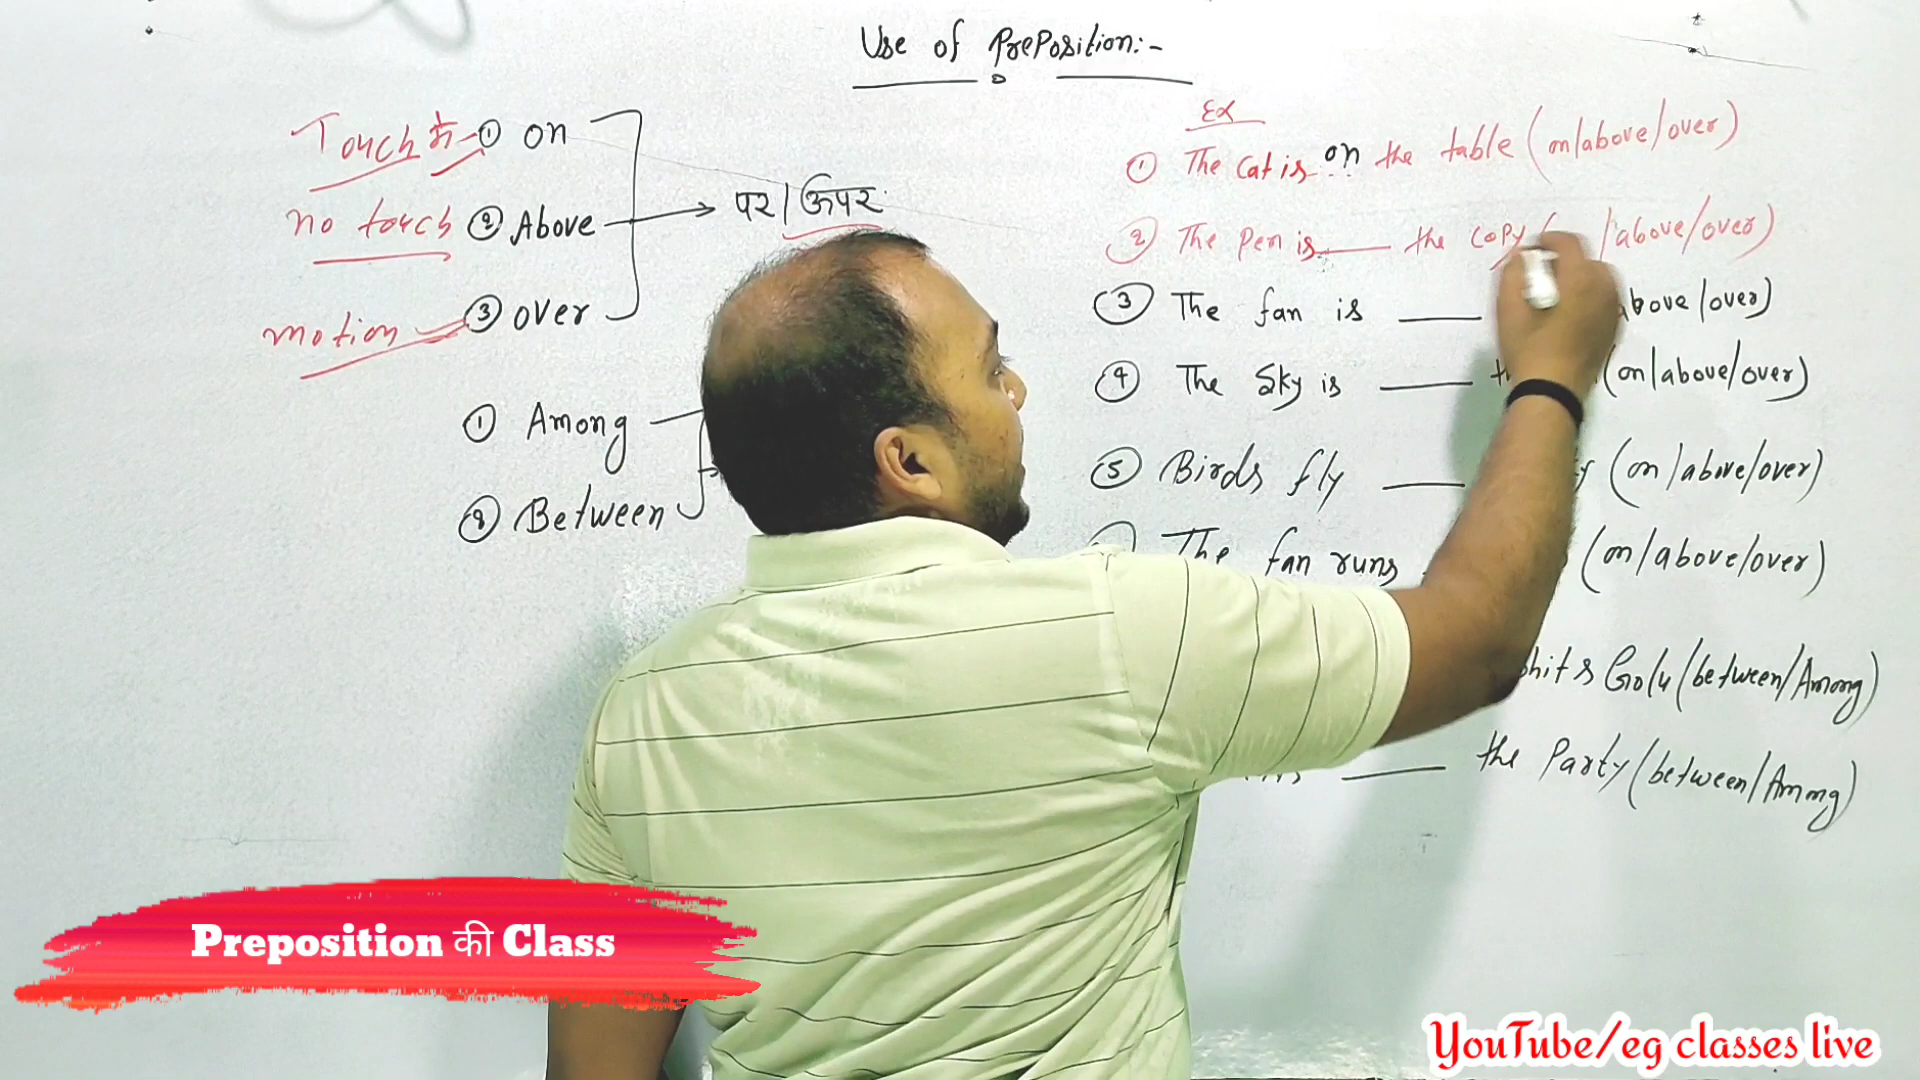 Use of Preposition:-
Touch में ① on
no touch ② Above
motion ③ over
पर/ऊपर
① Among
② Between
Ex
① The cat is on the table (on/above/over)
② The Pen is ___ the copy /above/over)
③ The fan is ___ above/over)
④ The Sky is ___ (on/above/over)
⑤ Birds fly ___ (on/above/over)
The fan runs (on/above/over)
& Golu (between/Among)
___ the Party (between/Among)
Preposition की Class
YouTube/eg classes live